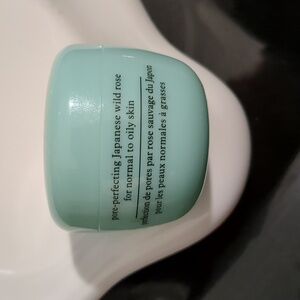 pore-perfecting Japanese wild rose
for normal to oily skin
perfection de pores par rose sauvage du Japon
pour les peaux normales à grasses